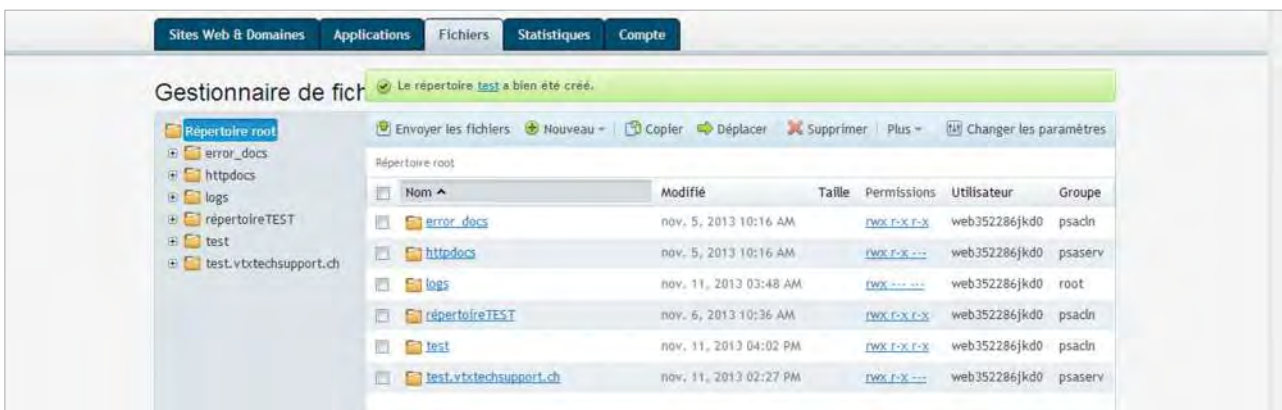 Sites Web & Domaines Applications Fichiers Statistiques Compte
Gestionnaire de fich
Le répertoire test a bien été créé.
Répertoire root
error_docs
httpdocs
logs
répertoireTEST
test
test.vtxtechsupport.ch
Envoyer les fichiers Nouveau Copier Déplacer Supprimer Plus Changer les paramètres
Répertoire root
Nom Modifié Taille Permissions Utilisateur Groupe
error_docs nov. 5, 2013 10:16 AM rwx r-x r-x web352286jkd0 psacln
httpdocs nov. 5, 2013 10:16 AM rwx r-x --- web352286jkd0 psaserv
logs nov. 11, 2013 03:48 AM rwx --- --- web352286jkd0 root
répertoireTEST nov. 6, 2013 10:36 AM rwx r-x r-x web352286jkd0 psacln
test nov. 11, 2013 04:02 PM rwx r-x r-x web352286jkd0 psacln
test.vtxtechsupport.ch nov. 11, 2013 02:27 PM rwx r-x --- web352286jkd0 psaserv